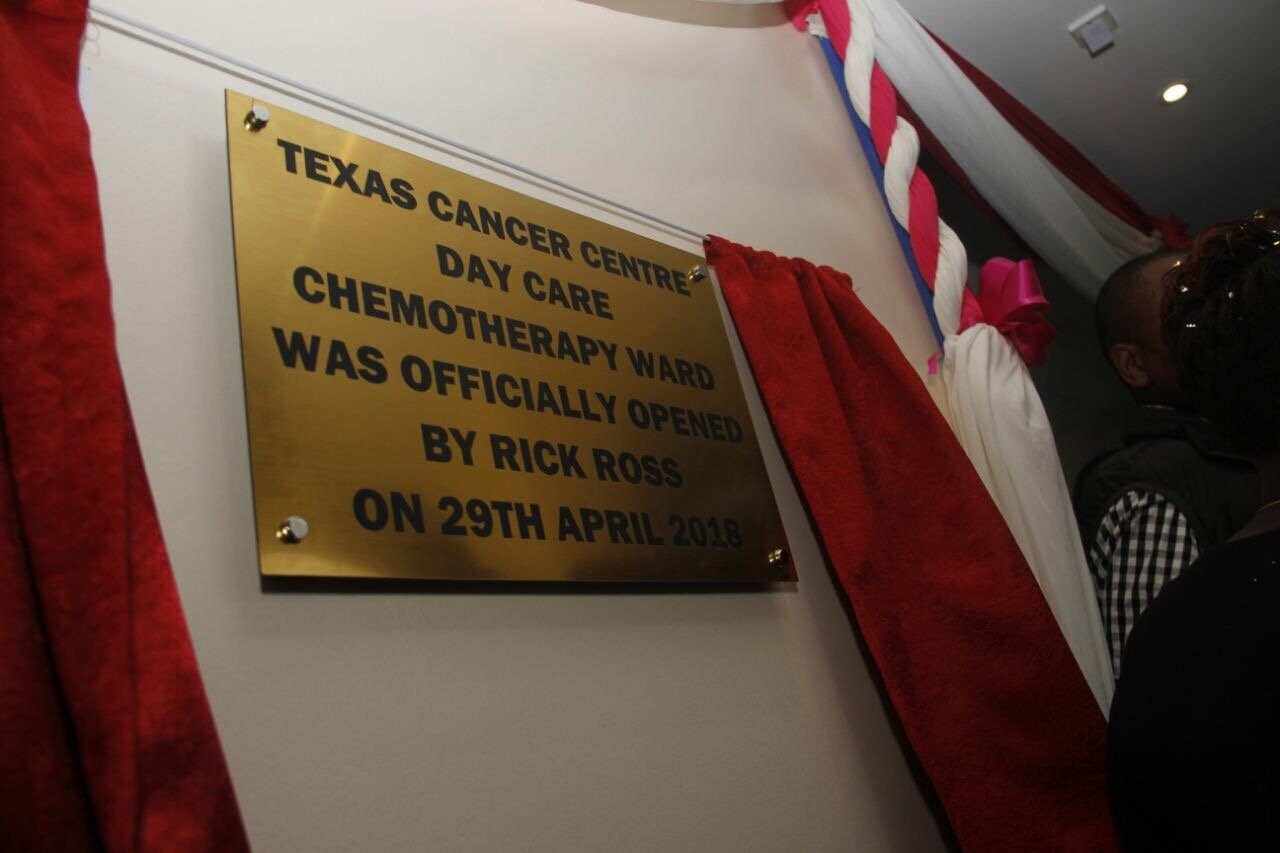 TEXAS CANCER CENTRE
DAY CARE
CHEMOTHERAPY WARD
WAS OFFICIALLY OPENED
BY RICK ROSS
ON 29TH APRIL 2018